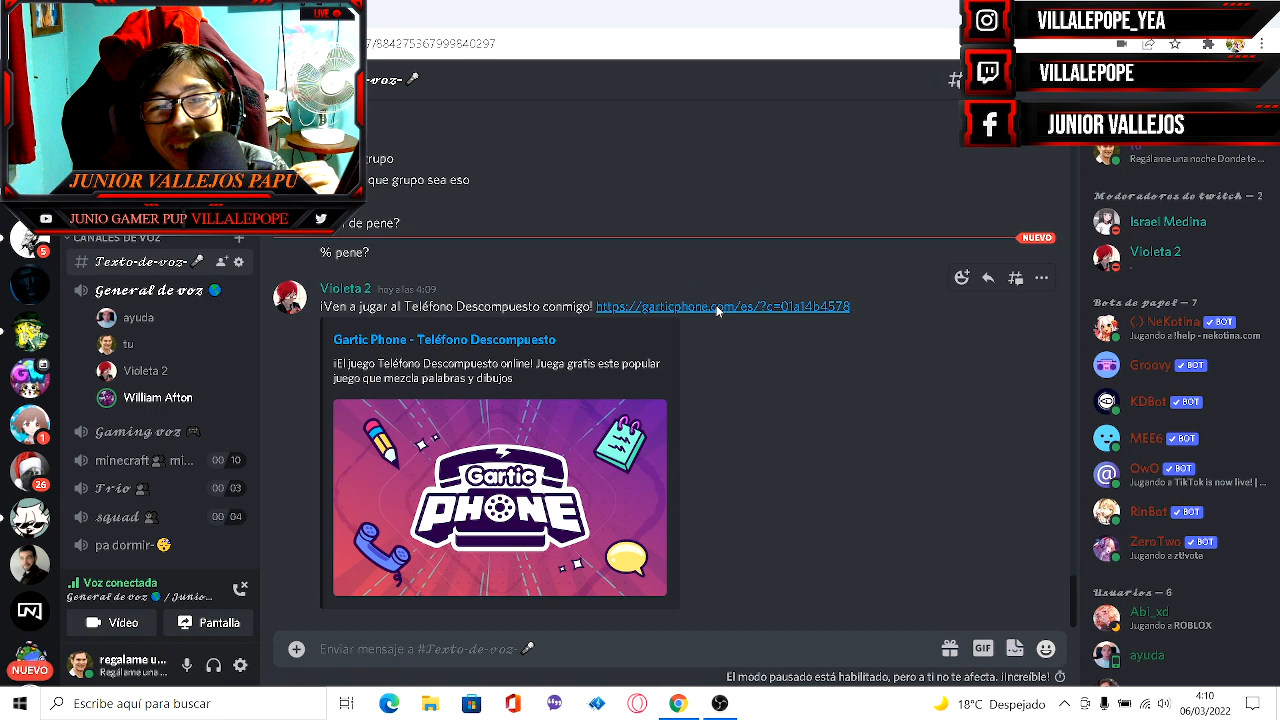 LIVE
VILLALEPOPE_YEA
VILLALEPOPE
JUNIOR VALLEJOS
JUNIOR VALLEJOS PAPU
JUNIO GAMER PUP VILLALEPOPE
-voz-
que grupo sea eso
de pene?
NUEVO
% pene?
Violeta 2 hoy a las 4:09
¡Ven a jugar al Teléfono Descompuesto conmigo! https://garticphone.com/es/?c=01a14b4578
Gartic Phone - Teléfono Descompuesto
¡El juego Teléfono Descompuesto online! Juega gratis este popular
juego que mezcla palabras y dibujos
Gartic
PHONE
CANALES DE VOZ
Texto-de-voz-
General de voz
ayuda
tu
Violeta 2
William Afton
Gaming voz
minecraft mi... 00 10
Trio 00 03
squad 00 04
pa dormir-
Voz conectada
General de voz / Junio...
Video
Pantalla
regalame u...
Regálame una...
5
1
26
NUEVO
Enviar mensaje a #Texto-de-voz-
GIF
El modo pausado está habilitado, pero a ti no te afecta. ¡Increíble!
Regálame una noche Donde te
Moderadores de twitch — 2
Israel Medina
Violeta 2
Bots de papel — 7
NeKotina BOT
Jugando a !help - nekotina.com
Groovy BOT
KDBot BOT
MEE6 BOT
OwO BOT
Jugando a TikTok is now live! | ...
RinBot BOT
ZeroTwo BOT
Jugando a zt!vote
Usuarios — 6
Abi_xd
Jugando a ROBLOX
ayuda
Escribe aquí para buscar
18°C Despejado
4:10
06/03/2022